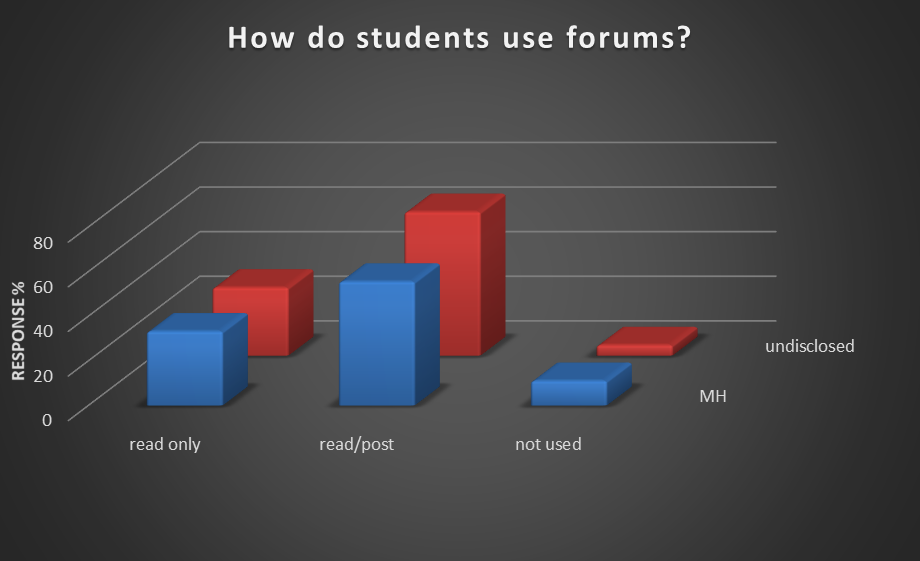 How do students use forums?
80
60
40
20
0
RESPONSE %
read only
read/post
not used
MH
undisclosed